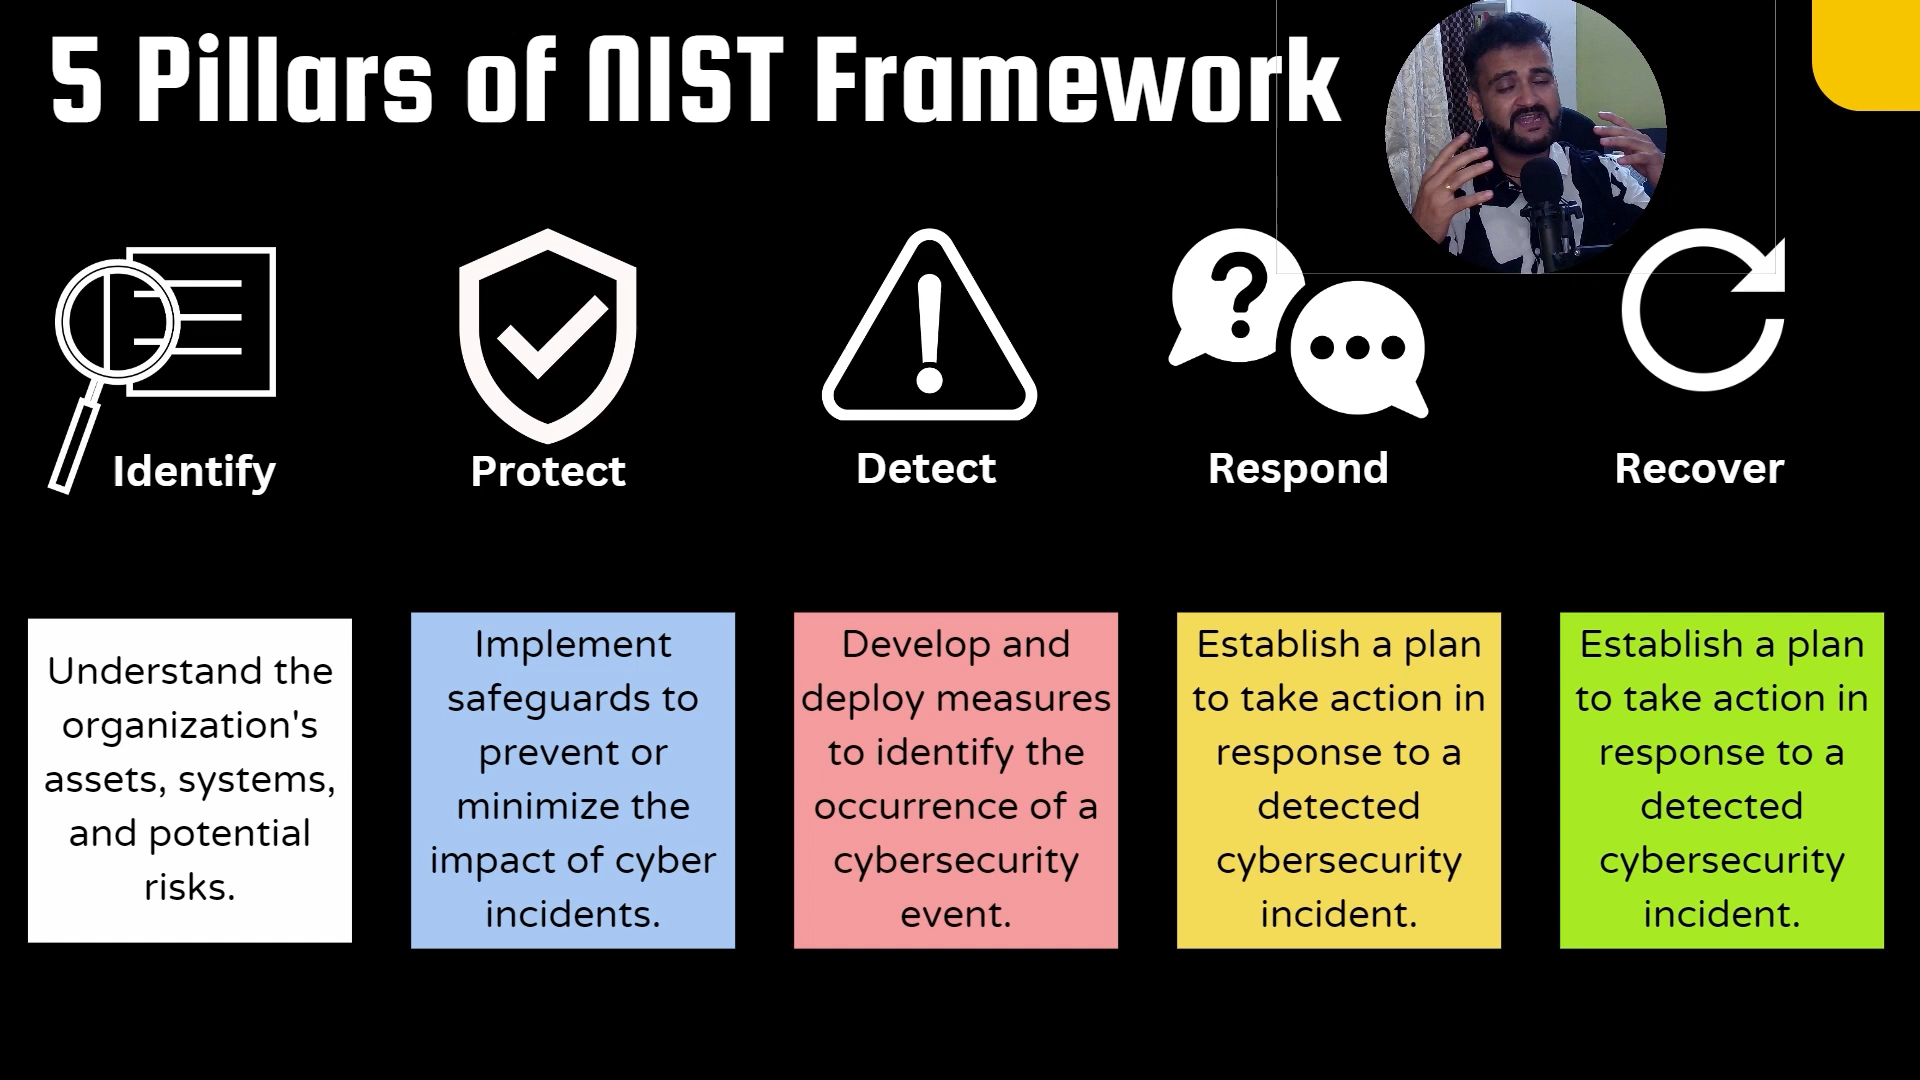 5 Pillars of NIST Framework
Identify
Protect
Detect
Respond
Recover
Understand the
organization's
assets, systems,
and potential
risks.
Implement
safeguards to
prevent or
minimize the
impact of cyber
incidents.
Develop and
deploy measures
to identify the
occurrence of a
cybersecurity
event.
Establish a plan
to take action in
response to a
detected
cybersecurity
incident.
Establish a plan
to take action in
response to a
detected
cybersecurity
incident.